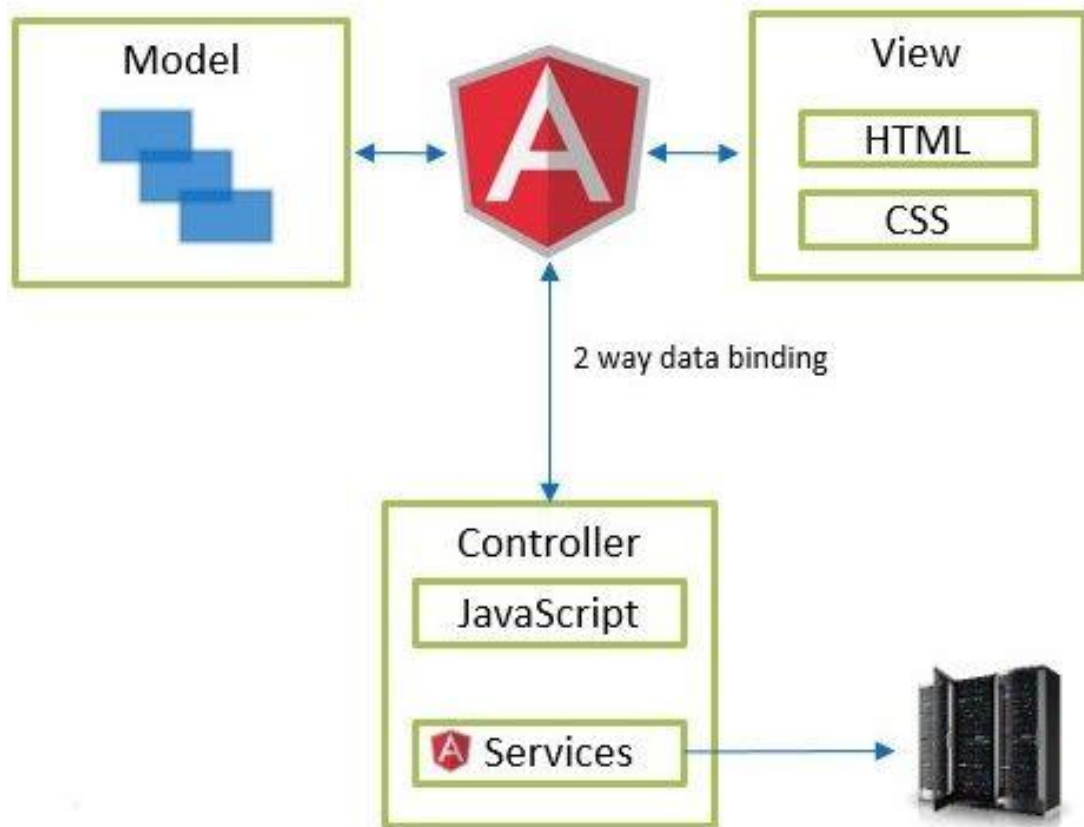 Model
View
HTML
CSS
2 way data binding
Controller
JavaScript
Services